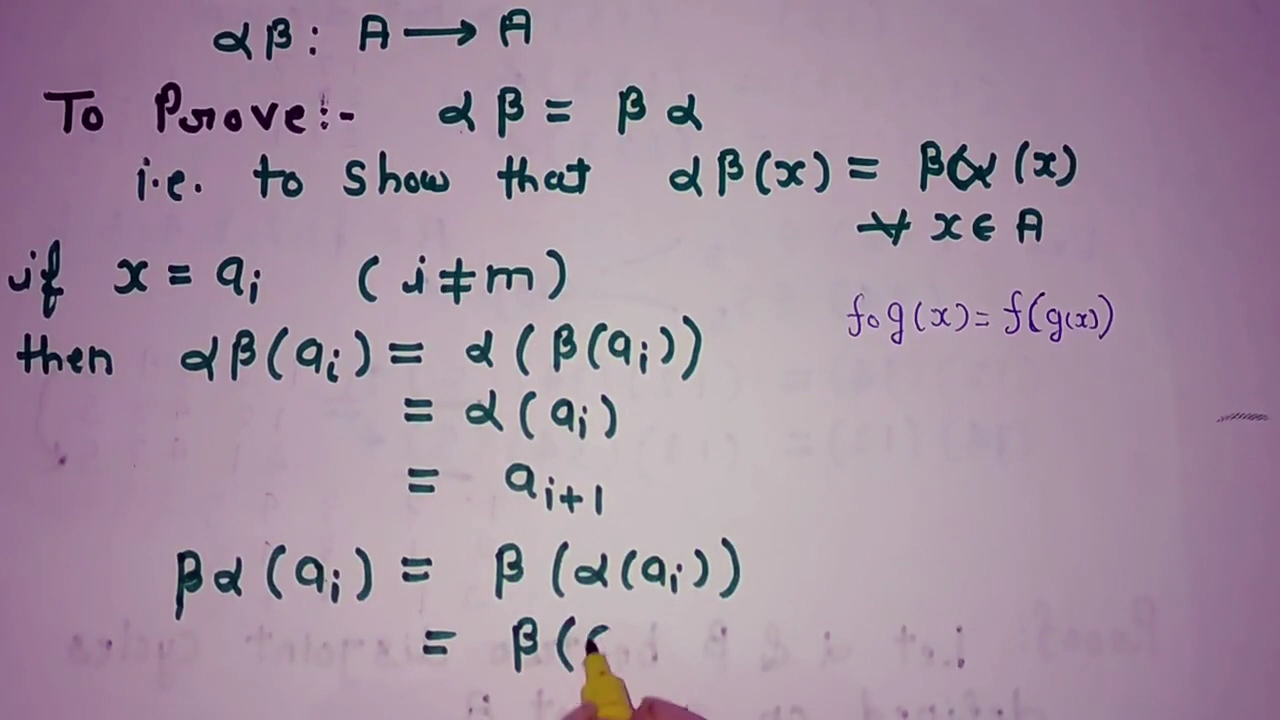 αβ: A → A
To Prove:- αβ = βα
i.e. to show that αβ(x) = βα(x)
∀ x ∈ A
if x = aᵢ (i ≠ m)
fog(x) = f(g(x))
then αβ(aᵢ) = α(β(aᵢ))
= α(aᵢ)
= aᵢ₊₁
βα(aᵢ) = β(α(aᵢ))
= β(